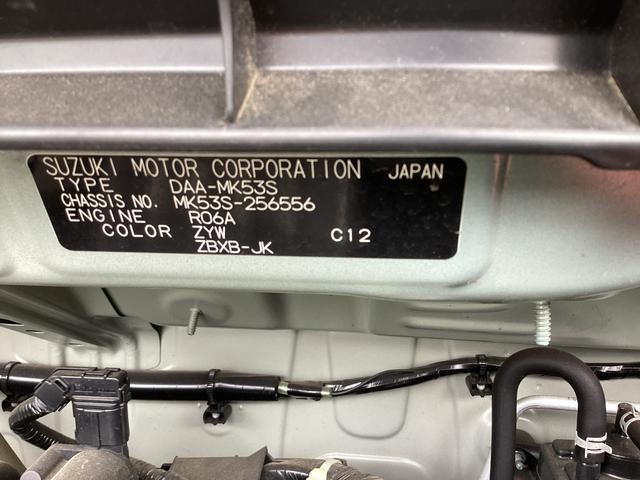 SUZUKI MOTOR CORPORATION JAPAN
TYPE DAA-MK53S
CHASSIS NO. MK53S-256556
ENGINE R06A
COLOR ZYW C12
ZBXB-JK